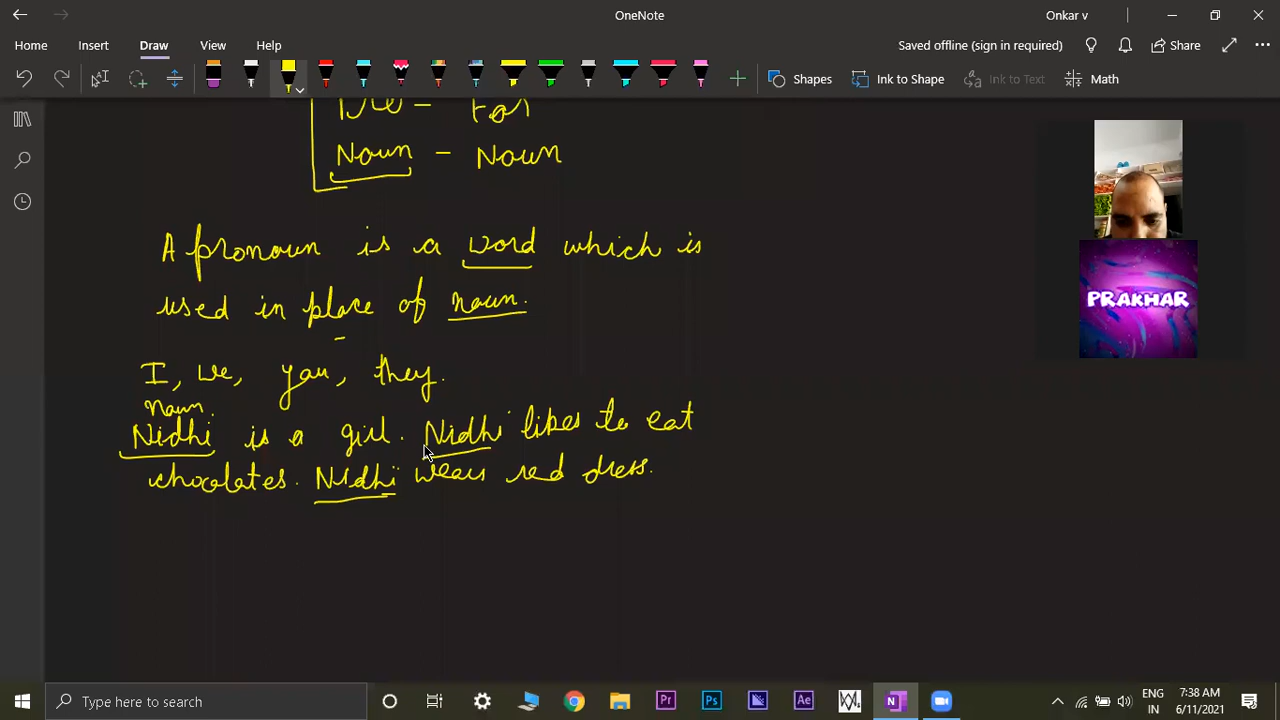 OneNote
Onkar v
Home Insert Draw View Help
Saved offline (sign in required)
Share
Shapes
Ink to Shape
Ink to Text
Math
Noun - Noun
A pronoun is a word which is
used in place of noun.
I, we, you, they.
noun.
Nidhi is a girl. Nidhi likes to eat
chocolates. Nidhi wears red dress.
PRAKHAR
Type here to search
Pr
Ps
Ae
N
ENG
IN
7:38 AM
6/11/2021